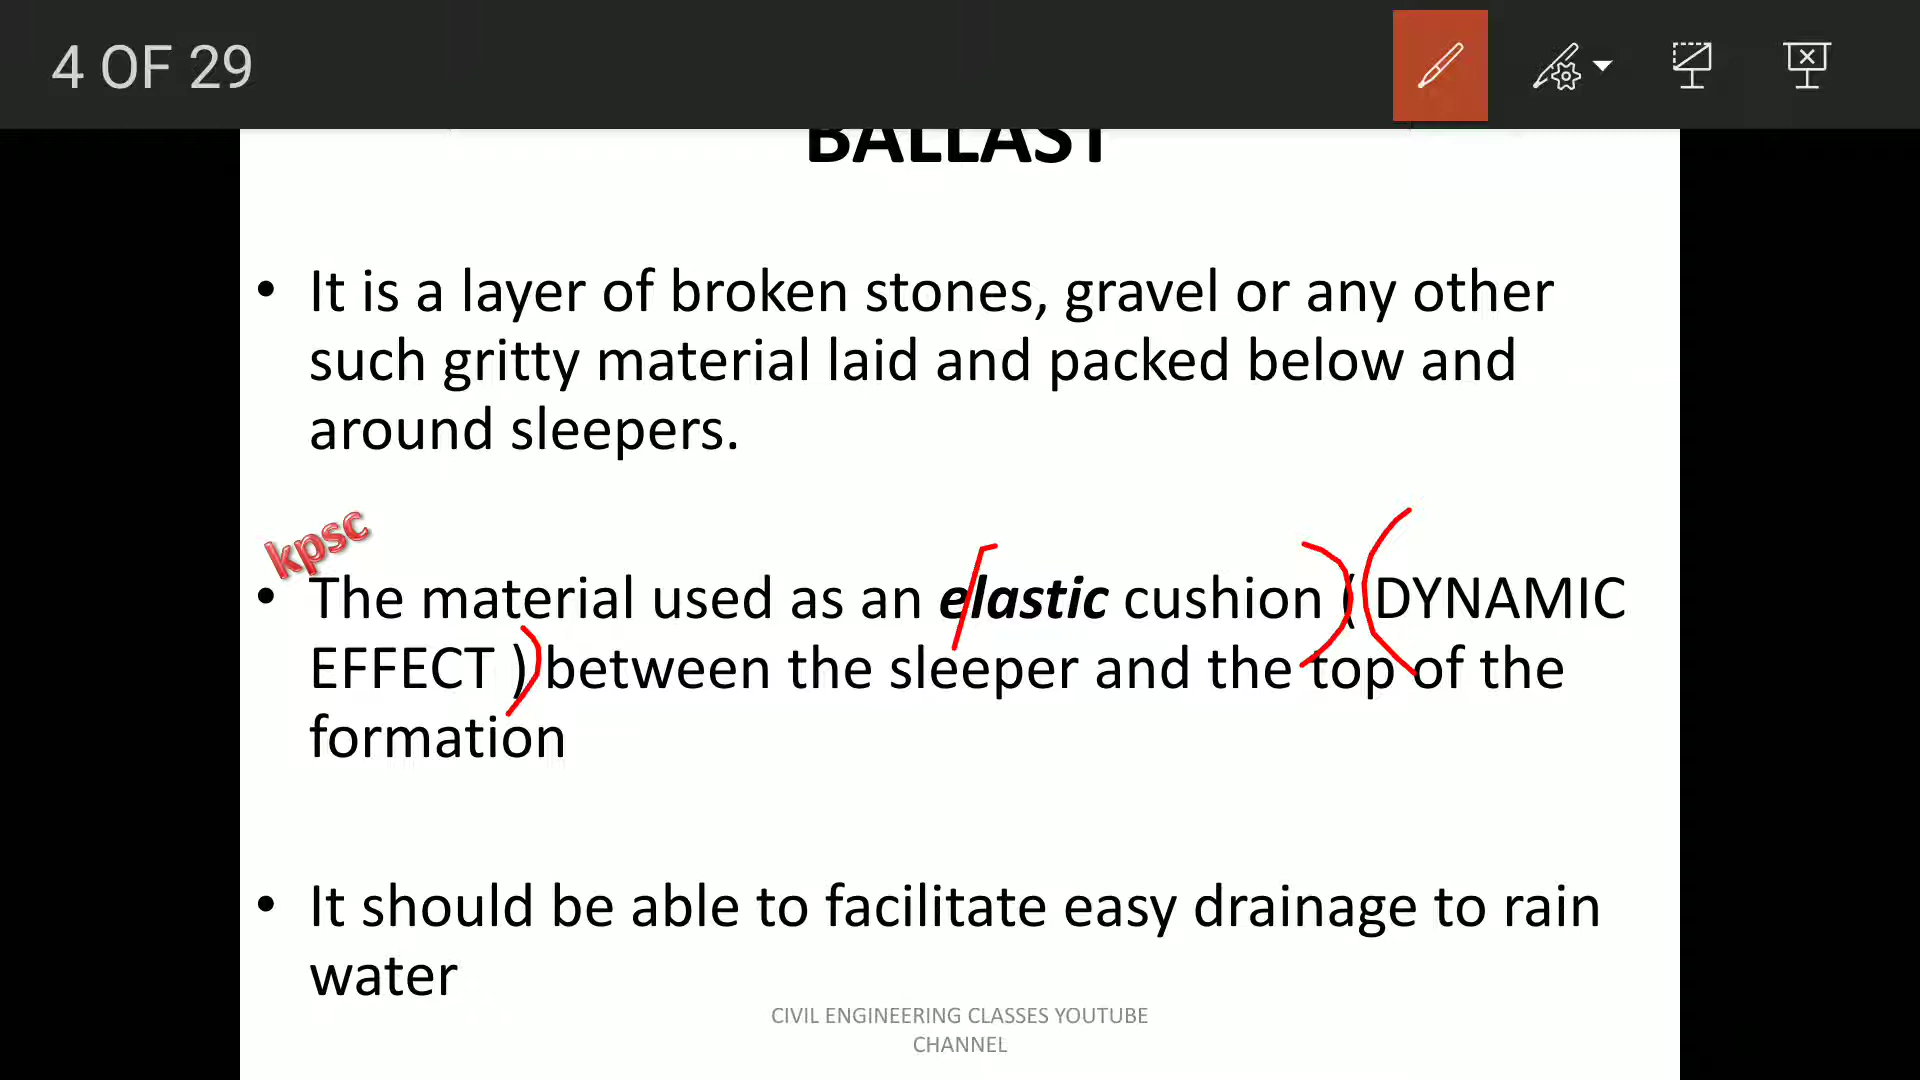 4 OF 29
BALLAST
• It is a layer of broken stones, gravel or any other
such gritty material laid and packed below and
around sleepers.
kpsc
• The material used as an elastic cushion ( DYNAMIC
EFFECT ) between the sleeper and the top of the
formation
• It should be able to facilitate easy drainage to rain
water
CIVIL ENGINEERING CLASSES YOUTUBE
CHANNEL